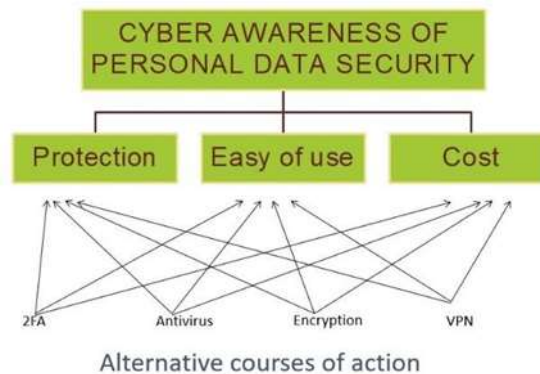 CYBER AWARENESS OF
PERSONAL DATA SECURITY
Protection
Easy of use
Cost
2FA
Antivirus
Encryption
VPN
Alternative courses of action